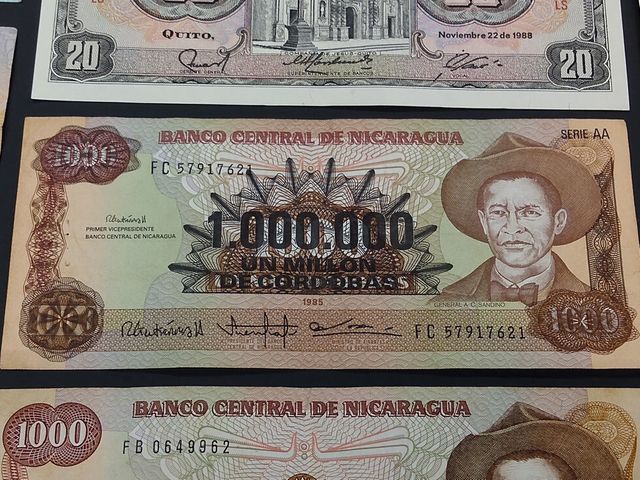 LS
QUITO,
Noviembre 22 de 1988
20
20
BANCO CENTRAL DE NICARAGUA
SERIE AA
1000
FC 57917621
PRIMER VICEPRESIDENTE
BANCO CENTRAL DE NICARAGUA
1.000.000
UN MILLON
DE CORDOBAS
1985
GENERAL A. C. SANDINO
1000
FC 57917621
1000
BANCO CENTRAL DE NICARAGUA
1000
FB 0649962